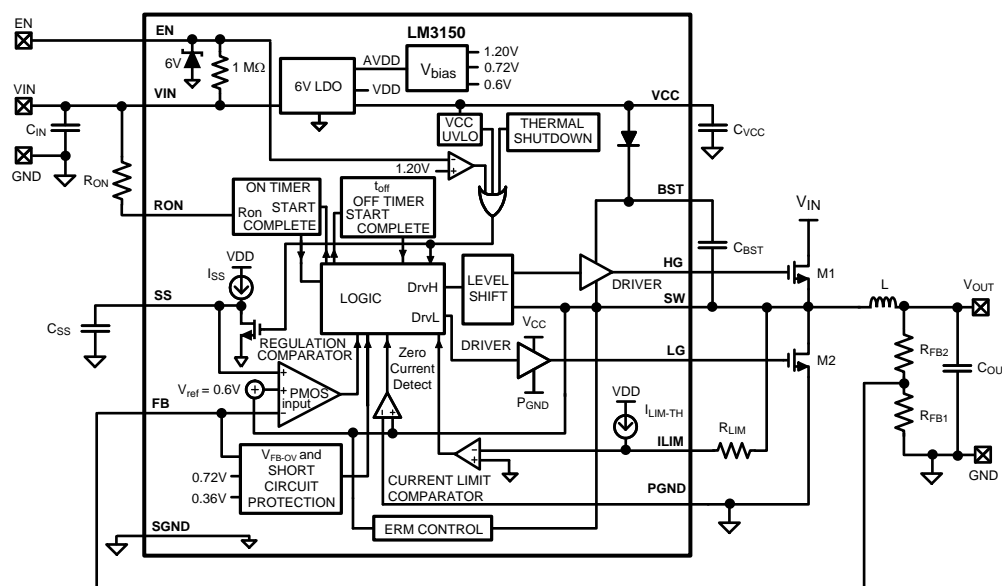 EN
EN
LM3150
6V
1 MΩ
AVDD
VDD
6V LDO
Vbias
1.20V
0.72V
0.6V
VIN
VIN
VCC
CIN
GND
RON
VCC
UVLO
THERMAL
SHUTDOWN
CVCC
1.20V
BST
RON
ON TIMER
Ron
START
COMPLETE
toff
OFF TIMER
START
COMPLETE
VIN
CBST
HG
M1
DRIVER
LEVEL
SHIFT
DrvH
LOGIC
DrvL
ISS
VDD
SS
CSS
SW
L
VOUT
REGULATION
COMPARATOR
Zero
Current
Detect
DRIVER
VCC
PGND
LG
M2
RFB2
COU
RFB1
GND
Vref = 0.6V
PMOS
input
FB
VDD
ILIM-TH
RLIM
ILIM
VFB-OV and
SHORT
CIRCUIT
PROTECTION
0.72V
0.36V
CURRENT LIMIT
COMPARATOR
PGND
ERM CONTROL
SGND